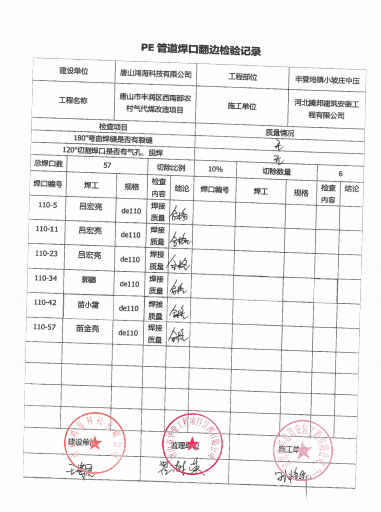 PE 管道焊口翻边检验记录
建设单位 唐山鸿海科技有限公司 工程部位 丰登坞镇小坡庄中压
工程名称 唐山市丰润区西南部农村气代煤改造项目 施工单位 河北腾邦建筑安装工程有限公司
检查项目 质量情况
180°弯曲焊缝是否有裂缝 无
120°切割焊口是否有气孔、脱焊 无
总焊口数 57 切除比例 10% 切除数量 6
焊口编号 焊工 规格 检查内容 结论 焊口编号 焊工 规格 检查内容 结论
110-5 吕宏亮 de110 焊接质量 合格
110-11 吕宏亮 de110 焊接质量 合格
110-23 吕宏亮 de110 焊接质量 合格
110-34 郭鹏 de110 焊接质量 合格
110-42 苗小雷 de110 焊接质量 合格
110-57 苗金亮 de110 焊接质量 合格
建设单位 监理单位 施工单